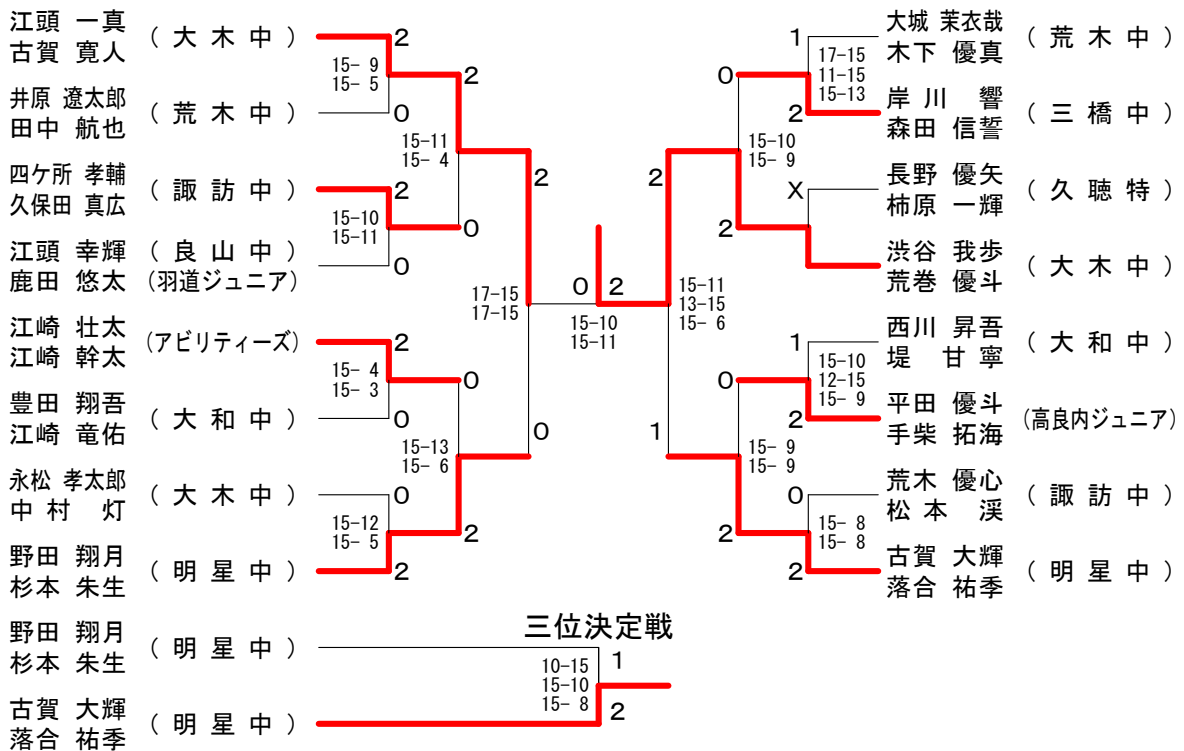 江頭 一真
古賀 寛人
( 大 木 中 )
2
15- 9
15- 5
井原 遼太郎
田中 航也
( 荒 木 中 )
0
2
15-11
15- 4
四ケ所 孝輔
久保田 真広
( 諏 訪 中 )
2
15-10
15-11
江頭 幸輝
鹿田 悠太
( 良 山 中 )
(羽道ジュニア)
0
0
2
17-15
17-15
江崎 壮太
江崎 幹太
(アビリティーズ)
2
15- 4
15- 3
豊田 翔吾
江崎 竜佑
( 大 和 中 )
0
0
15-13
15- 6
永松 孝太郎
中 村 灯
( 大 木 中 )
0
15-12
15- 5
野田 翔月
杉本 朱生
( 明 星 中 )
2
2
0
0 2
15-10
15-11
大城 茉衣哉
木下 優真
( 荒 木 中 )
1
17-15
11-15
15-13
岸 川 響
森田 信誓
( 三 橋 中 )
2
0
15-10
15- 9
長野 優矢
柿原 一輝
( 久 聴 特 )
X
渋谷 我歩
荒巻 優斗
( 大 木 中 )
2
2
15-11
13-15
15- 6
西川 昇吾
堤 甘 寧
( 大 和 中 )
1
15-10
12-15
15- 9
平田 優斗
手柴 拓海
(高良内ジュニア)
2
0
15- 9
15- 9
荒木 優心
松 本 渓
( 諏 訪 中 )
0
15- 8
15- 8
古賀 大輝
落合 祐季
( 明 星 中 )
2
2
1
三位決定戦
野田 翔月
杉本 朱生
( 明 星 中 )
1
10-15
15-10
15- 8
古賀 大輝
落合 祐季
( 明 星 中 )
2